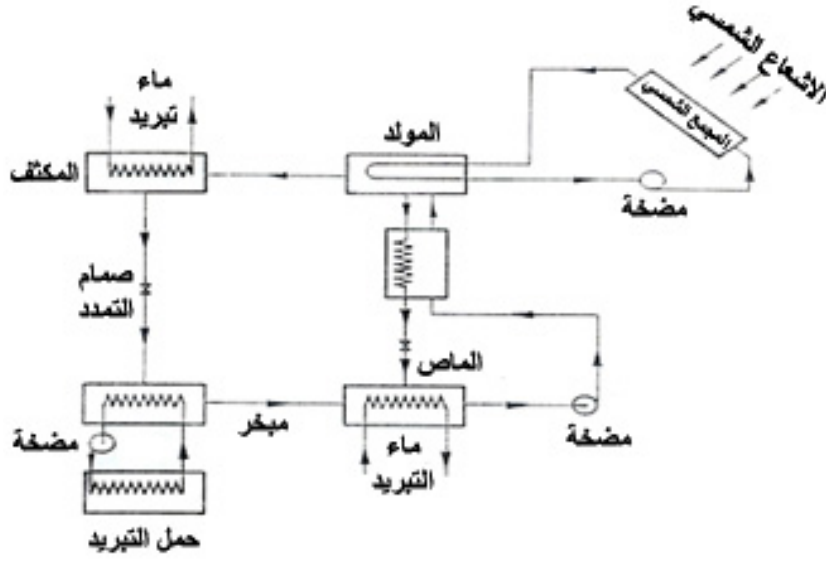 الاشعاع الشمسي
المجمع الشمسي
ماء
تبريد
المولد
المكثف
مضخة
صمام
التمدد
الماص
مبخر
مضخة
مضخة
ماء
التبريد
حمل التبريد